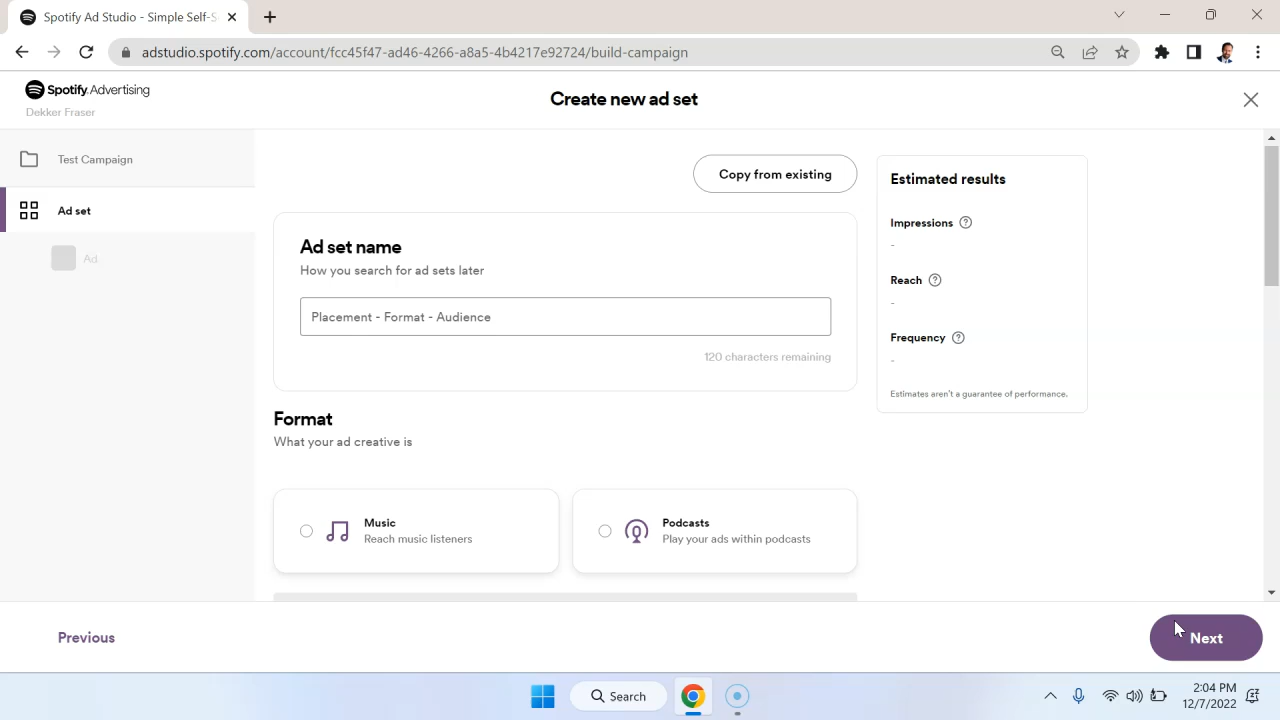 Spotify Ad Studio - Simple Self-S
adstudio.spotify.com/account/fcc45f47-ad46-4266-a8a5-4b4217e92724/build-campaign
Spotify Advertising
Dekker Fraser
Create new ad set
Test Campaign
Ad set
Ad
Copy from existing
Ad set name
How you search for ad sets later
Placement - Format - Audience
120 characters remaining
Format
What your ad creative is
Music
Reach music listeners
Podcasts
Play your ads within podcasts
Estimated results
Impressions ?
-
Reach ?
-
Frequency ?
-
Estimates aren't a guarantee of performance.
Previous
Next
Search
2:04 PM
12/7/2022